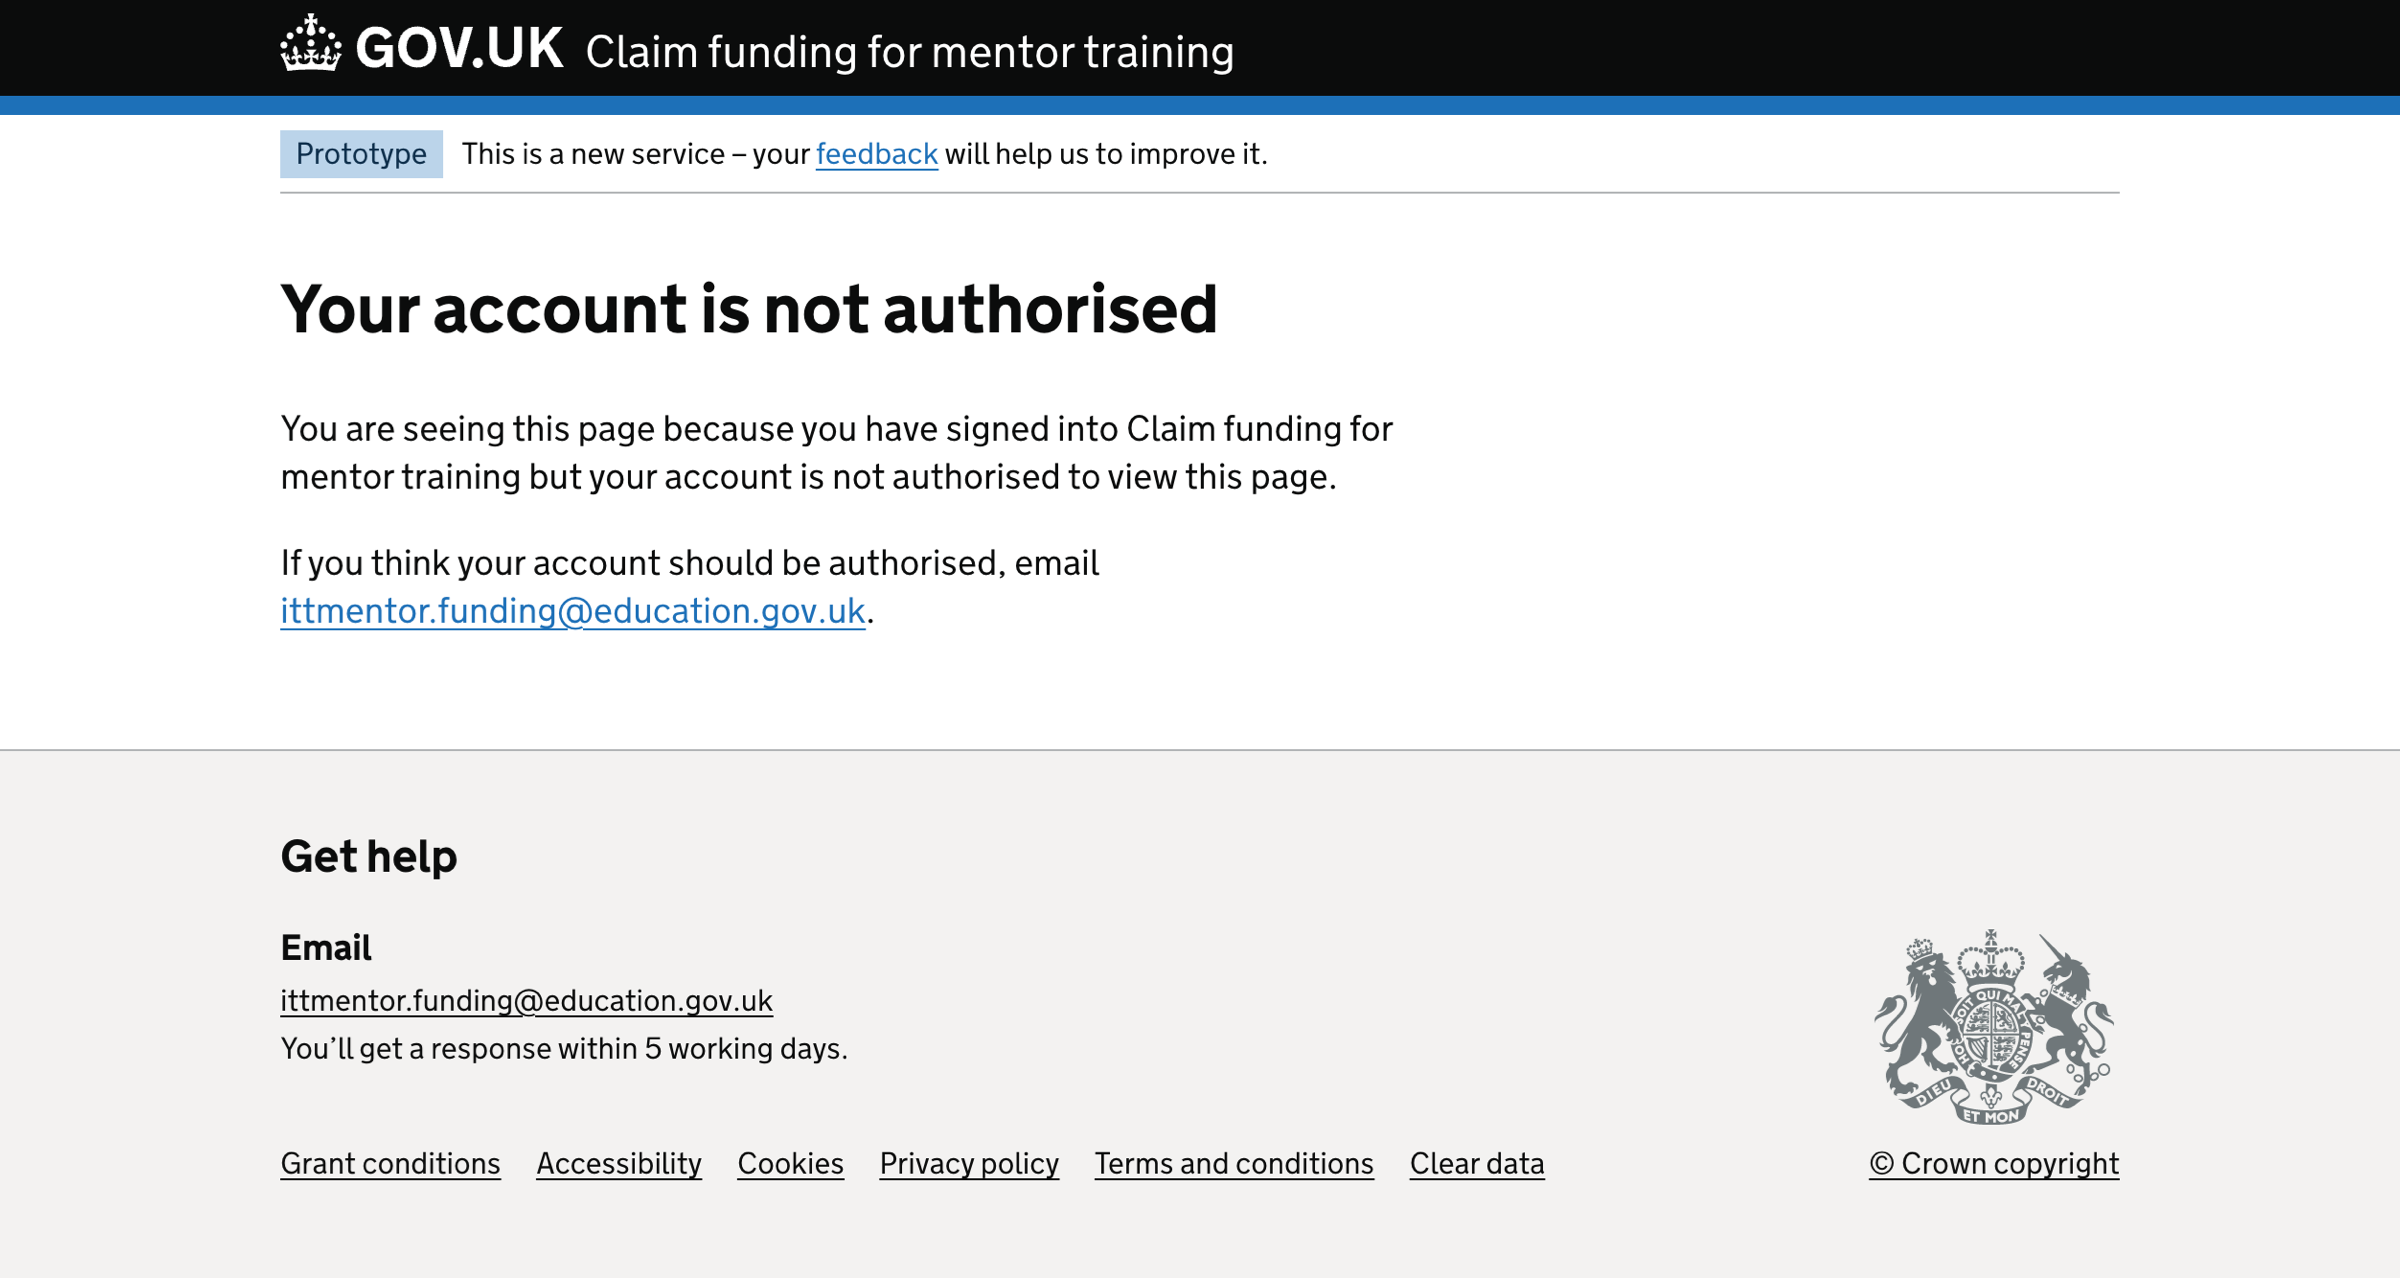 GOV.UK Claim funding for mentor training
Prototype This is a new service – your feedback will help us to improve it.
Your account is not authorised
You are seeing this page because you have signed into Claim funding for
mentor training but your account is not authorised to view this page.
If you think your account should be authorised, email
ittmentor.funding@education.gov.uk.
Get help
Email
ittmentor.funding@education.gov.uk
You’ll get a response within 5 working days.
HONI SOIT QUI MAL Y PENSE
DIEU ET MON DROIT
Grant conditions Accessibility Cookies Privacy policy Terms and conditions Clear data © Crown copyright